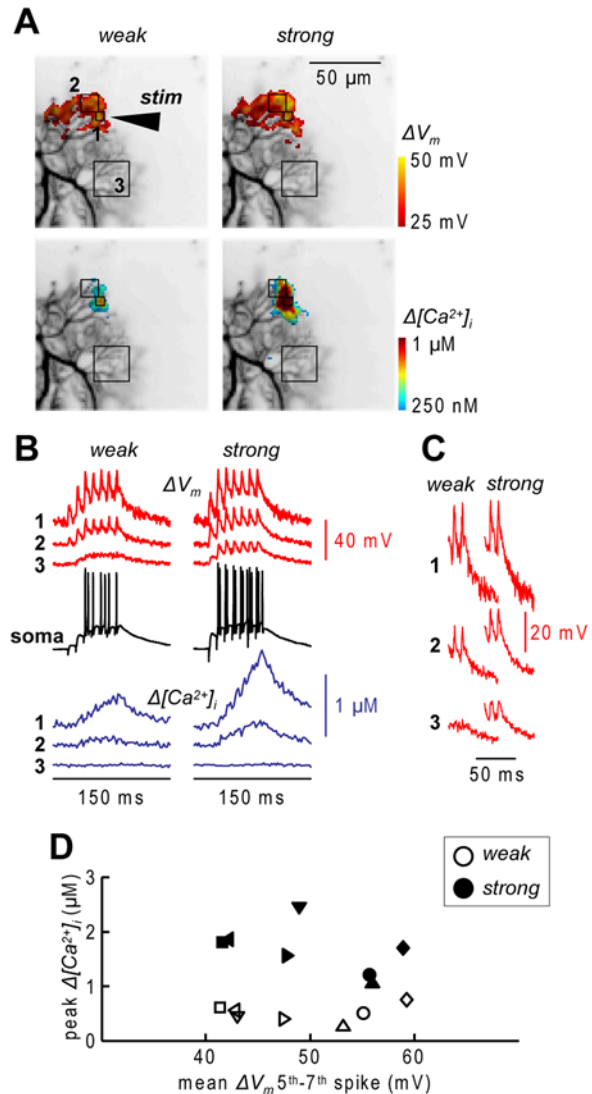 A
weak strong
50 µm
2
stim
1
3
ΔVm
50 mV
25 mV
Δ[Ca²⁺]i
1 µM
250 nM
B
weak strong
ΔVm
1
2
3
40 mV
soma
Δ[Ca²⁺]i
1
2
3
1 µM
150 ms 150 ms
C
weak strong
1
2
20 mV
3
50 ms
D
weak
strong
peak Δ[Ca²⁺]i (µM)
3
2
1
0
40 50 60
mean ΔVm 5th-7th spike (mV)